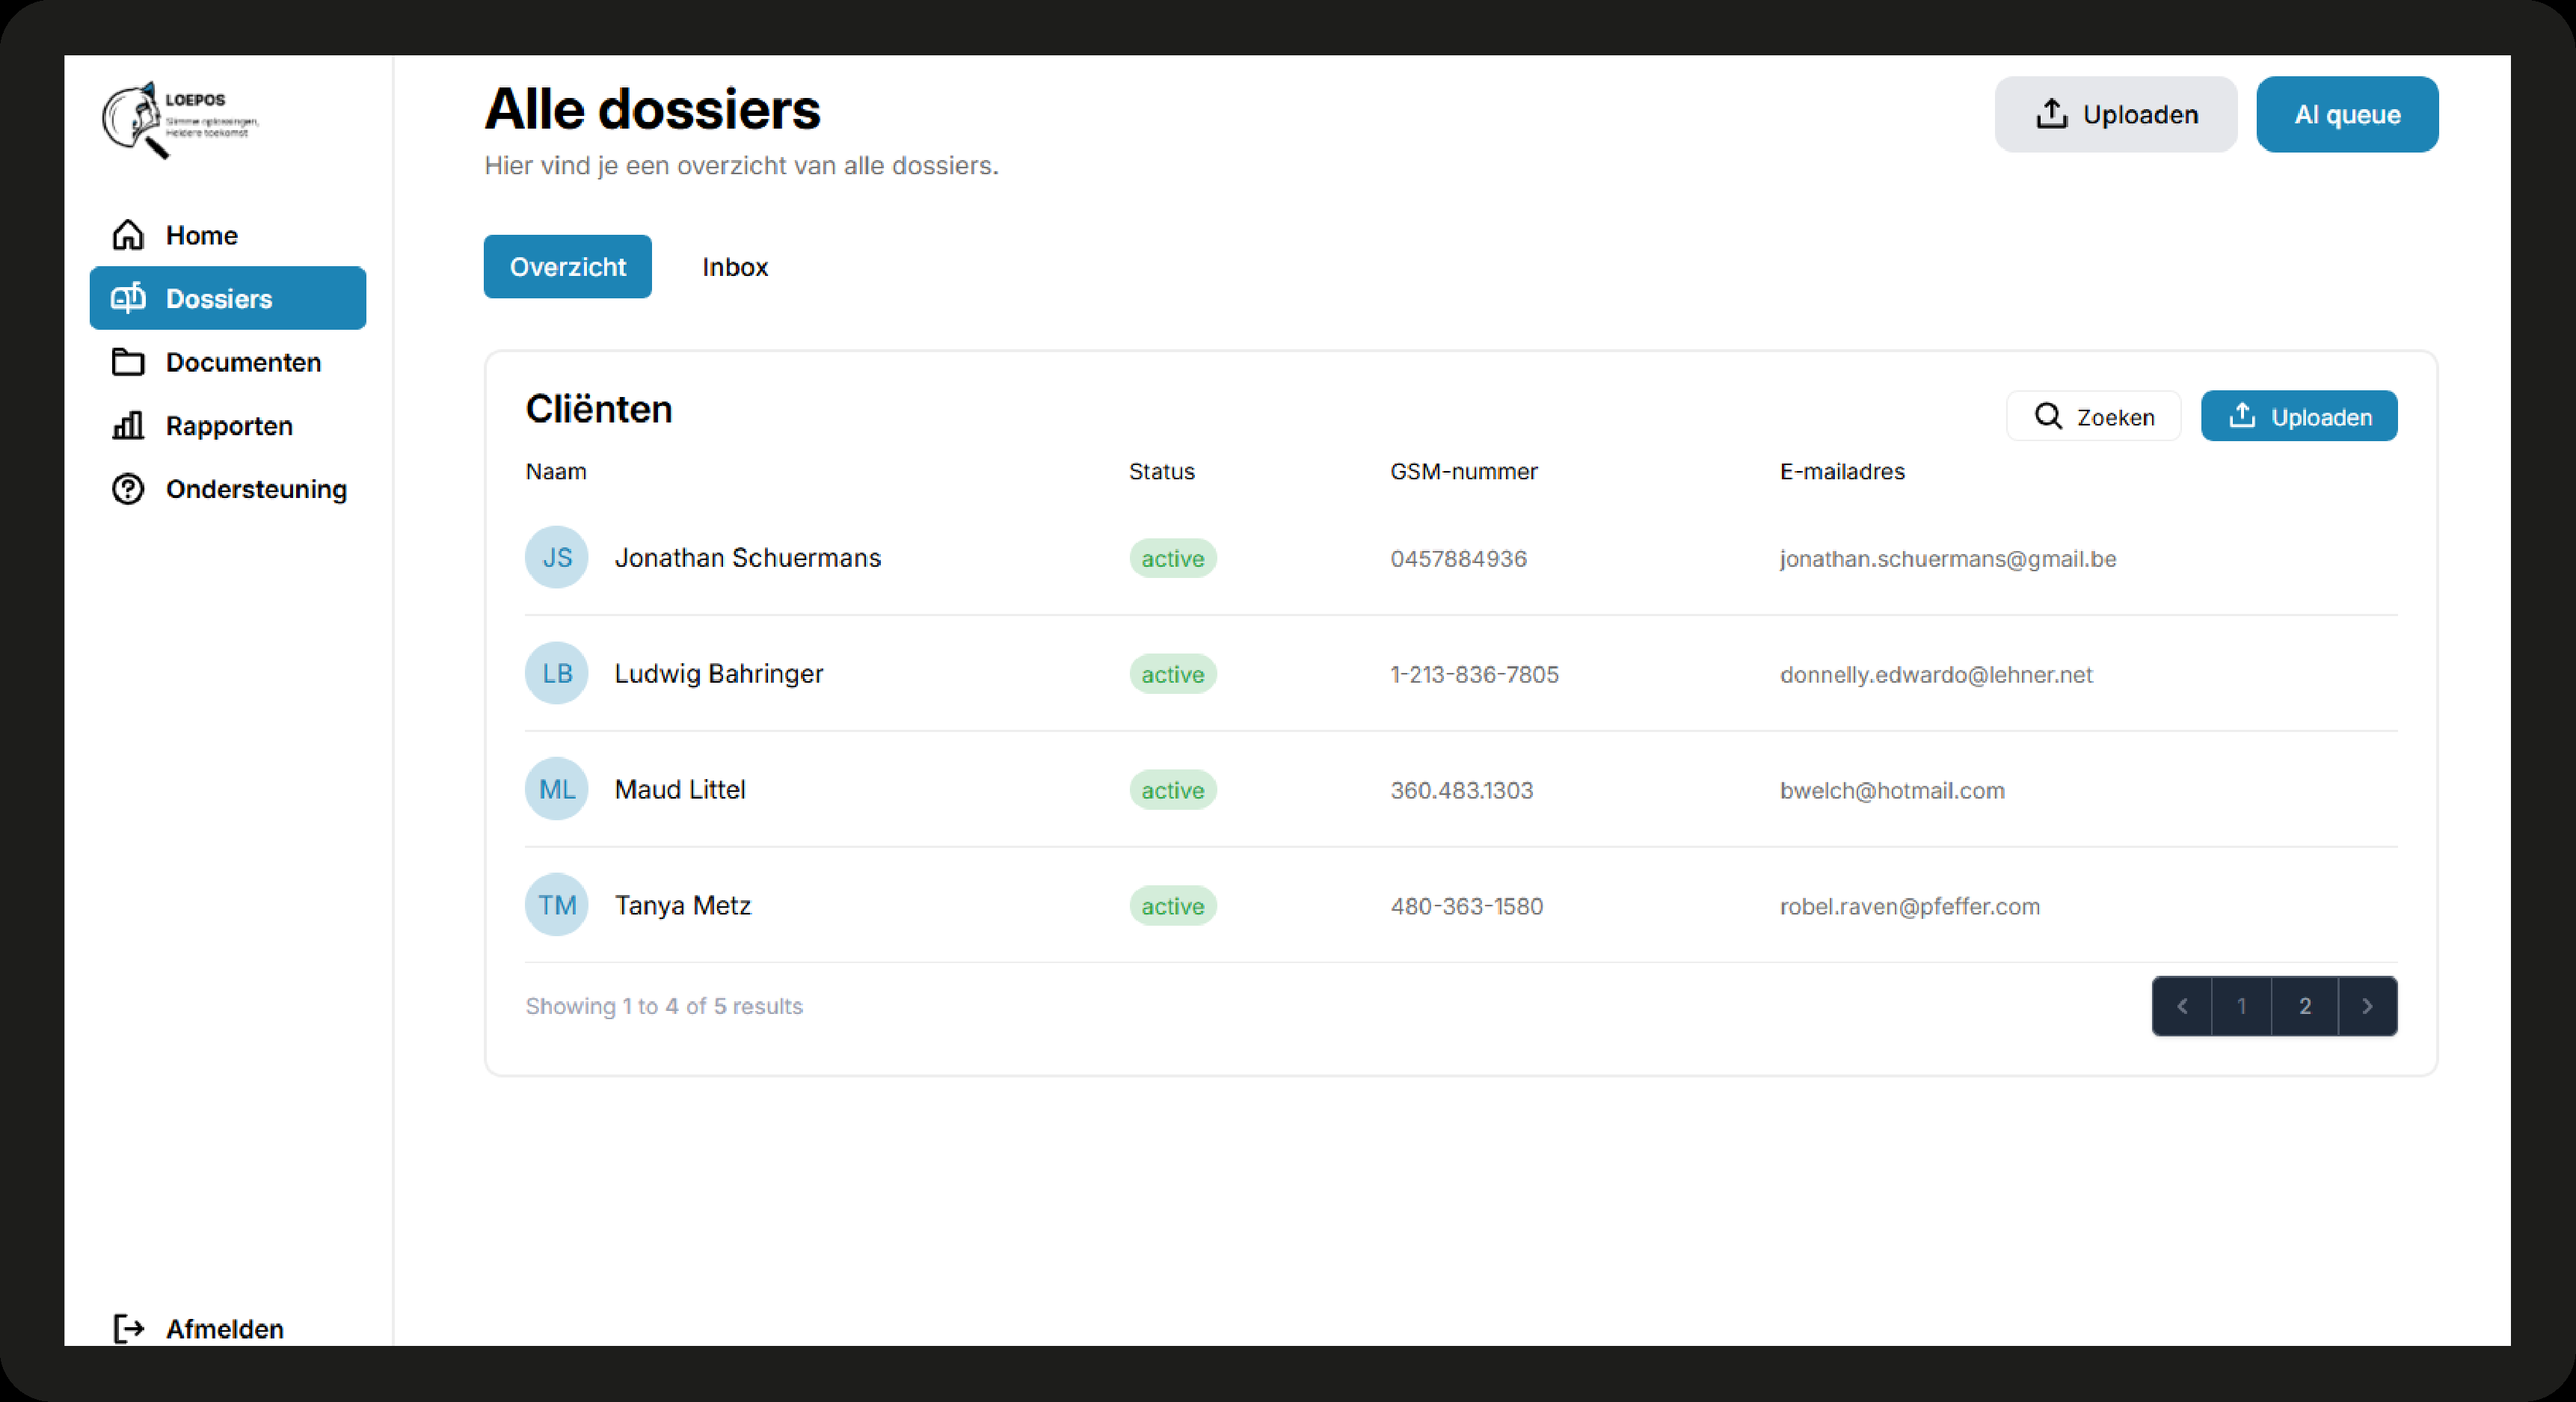 LOEPOS
Slimme oplossingen,
Heldere toekomst
Home
Dossiers
Documenten
Rapporten
Ondersteuning
Afmelden
Alle dossiers
Hier vind je een overzicht van alle dossiers.
Uploaden
AI queue
Overzicht
Inbox
Cliënten
Zoeken
Uploaden
Naam Status GSM-nummer E-mailadres
JS Jonathan Schuermans active 0457884936 jonathan.schuermans@gmail.be
LB Ludwig Bahringer active 1-213-836-7805 donnelly.edwardo@lehner.net
ML Maud Littel active 360.483.1303 bwelch@hotmail.com
TM Tanya Metz active 480-363-1580 robel.raven@pfeffer.com
Showing 1 to 4 of 5 results
1 2